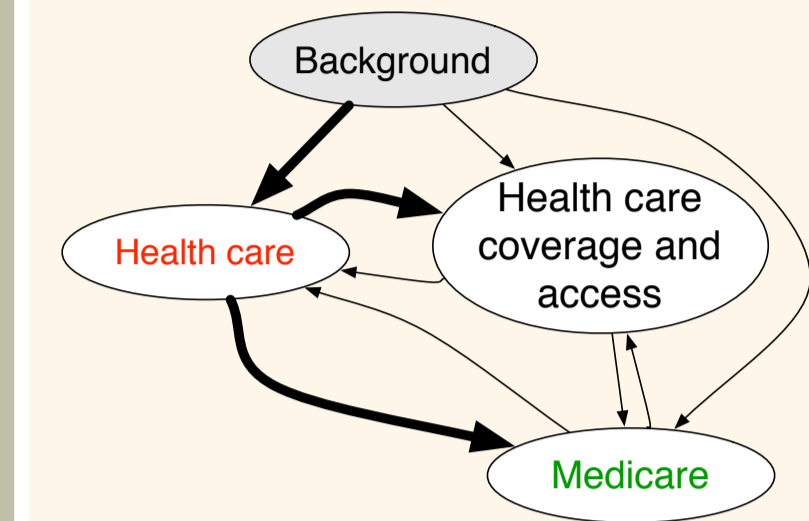 Background
Health care
Health care
coverage and
access
Medicare